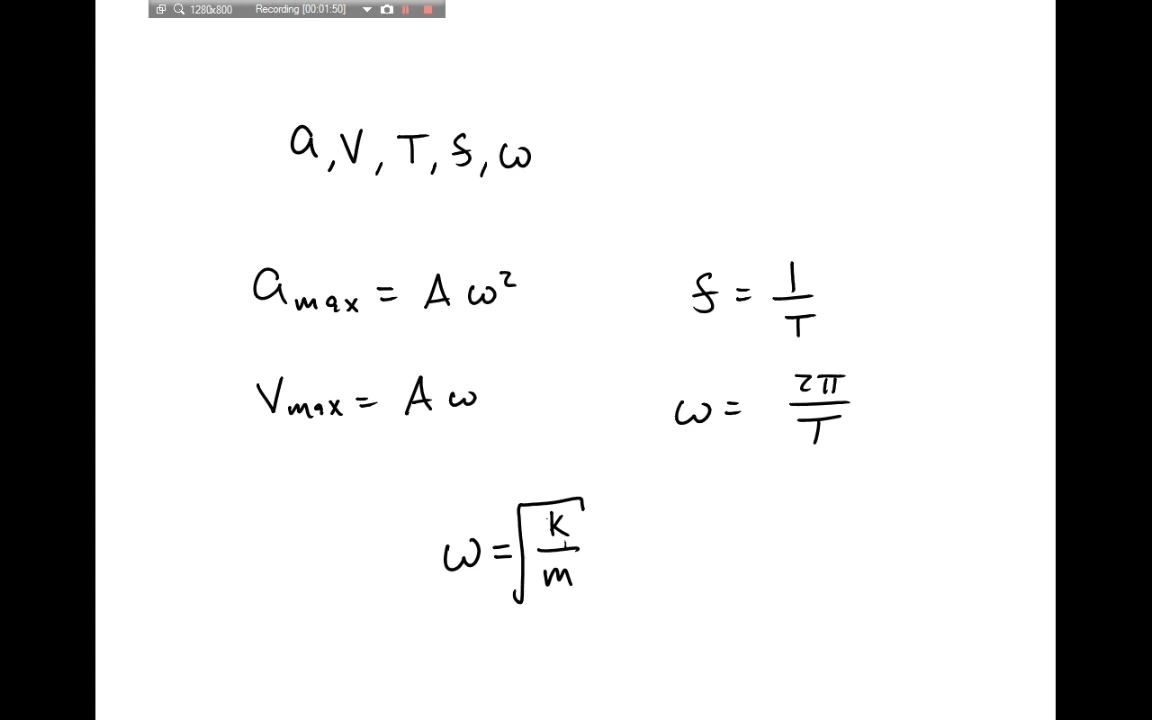 1280x800 Recording [00:01:50]
a, V, T, f, ω
a_max = A ω²
f = 1/T
V_max = A ω
ω = 2π/T
ω = √(k/m)